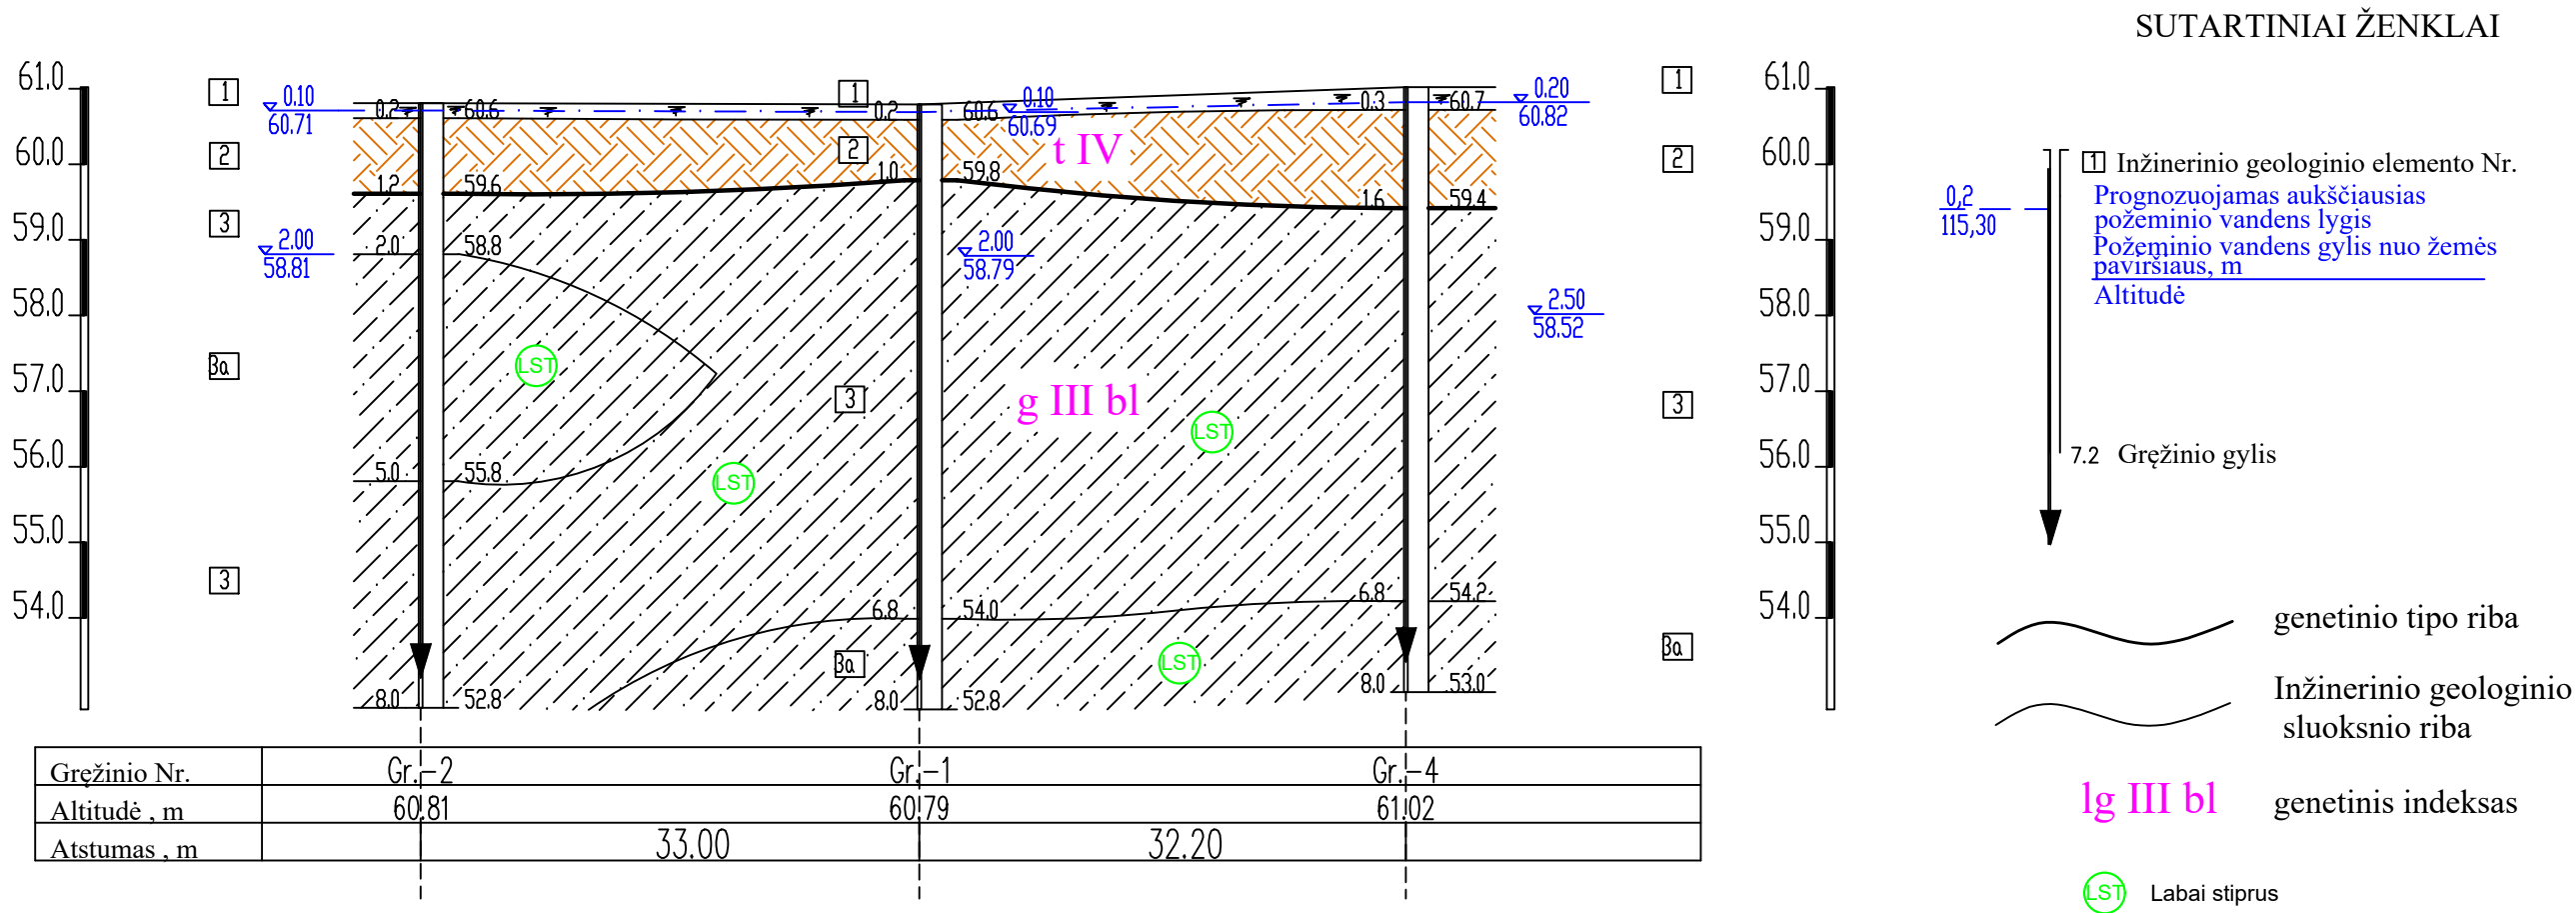 SUTARTINIAI ŽENKLAI
61.0
60.0
59.0
58.0
57.0
56.0
55.0
54.0
1
2
3
3a
3
0.10
60.71
2.00
58.81
0.2 60.6
1.2 59.6
2.0 58.8
5.0 55.8
8.0 52.8
LST
LST
1
2
3
3a
0.2 60.6
1.0 59.8
6.8 54.0
8.0 52.8
0.10
60.69
2.00
58.79
t IV
g III bl
LST
LST
0.3 60.7
1.6 59.4
6.8 54.2
8.0 53.0
0.20
60.82
2.50
58.52
1
2
3
3a
61.0
60.0
59.0
58.0
57.0
56.0
55.0
54.0
Gręžinio Nr. Gr.-2 Gr.-1 Gr.-4
Altitudė , m 60.81 60.79 61.02
Atstumas , m 33.00 32.20
1 Inžinerinio geologinio elemento Nr.
0,2
115,30
Prognozuojamas aukščiausias
požeminio vandens lygis
Požeminio vandens gylis nuo žemės
paviršiaus, m
Altitudė
7.2 Gręžinio gylis
genetinio tipo riba
Inžinerinio geologinio
sluoksnio riba
lg III bl genetinis indeksas
LST Labai stiprus